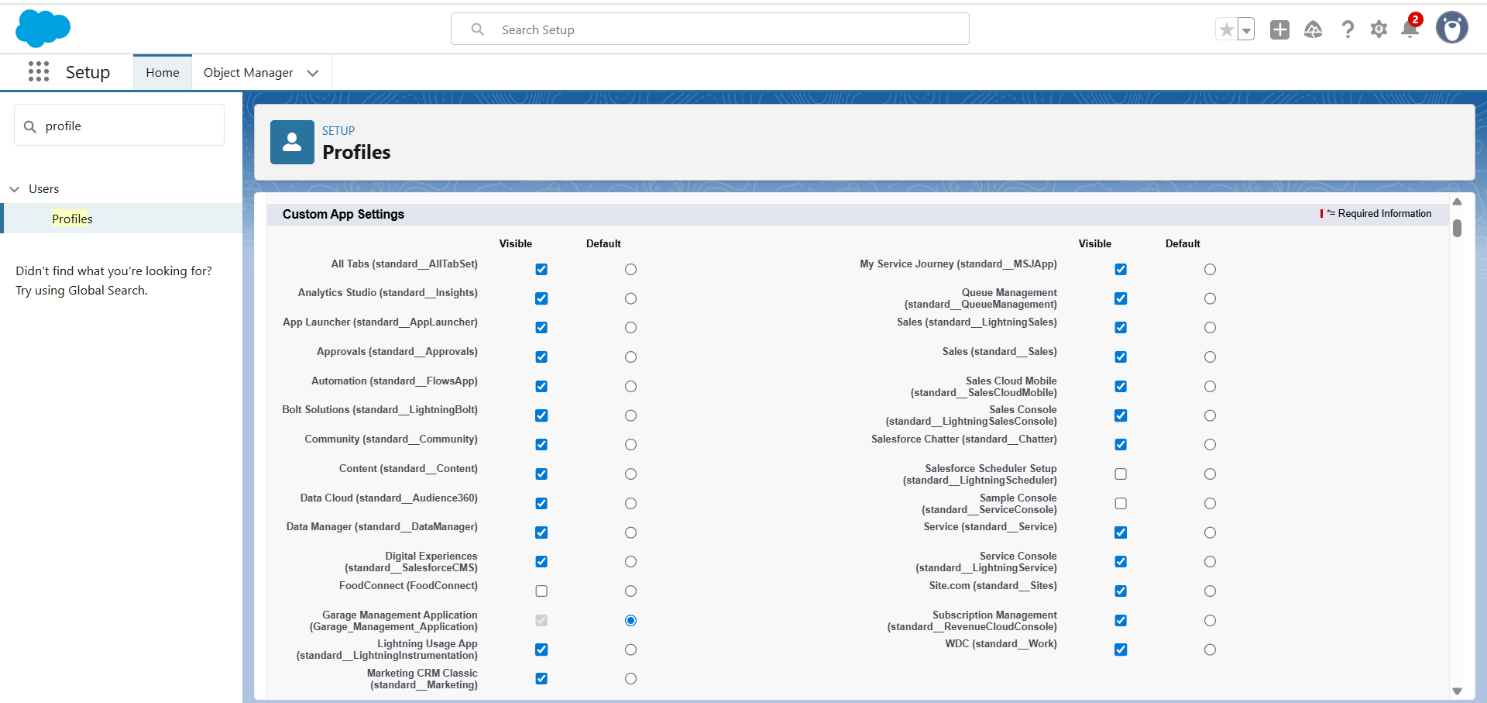 Search Setup
2
Setup
Home
Object Manager
profile
Users
Profiles
Didn't find what you're looking for?
Try using Global Search.
SETUP
Profiles
Custom App Settings
*= Required Information
Visible
Default
All Tabs (standard__AllTabSet)
Analytics Studio (standard__Insights)
App Launcher (standard__AppLauncher)
Approvals (standard__Approvals)
Automation (standard__FlowsApp)
Bolt Solutions (standard__LightningBolt)
Community (standard__Community)
Content (standard__Content)
Data Cloud (standard__Audience360)
Data Manager (standard__DataManager)
Digital Experiences
(standard__SalesforceCMS)
FoodConnect (FoodConnect)
Garage Management Application
(Garage_Management_Application)
Lightning Usage App
(standard__LightningInstrumentation)
Marketing CRM Classic
(standard__Marketing)
Visible
Default
My Service Journey (standard__MSJApp)
Queue Management
(standard__QueueManagement)
Sales (standard__LightningSales)
Sales (standard__Sales)
Sales Cloud Mobile
(standard__SalesCloudMobile)
Sales Console
(standard__LightningSalesConsole)
Salesforce Chatter (standard__Chatter)
Salesforce Scheduler Setup
(standard__LightningScheduler)
Sample Console
(standard__ServiceConsole)
Service (standard__Service)
Service Console
(standard__LightningService)
Site.com (standard__Sites)
Subscription Management
(standard__RevenueCloudConsole)
WDC (standard__Work)